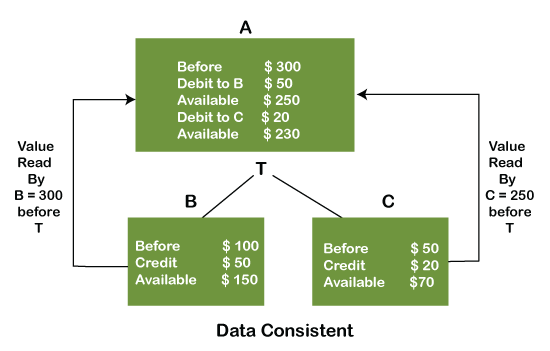 A
Before $ 300
Debit to B $ 50
Available $ 250
Debit to C $ 20
Available $ 230
Value
Read
By
B = 300
before
T
T
Value
Read
By
C = 250
before
T
B
Before $ 100
Credit $ 50
Available $ 150
C
Before $ 50
Credit $ 20
Available $70
Data Consistent